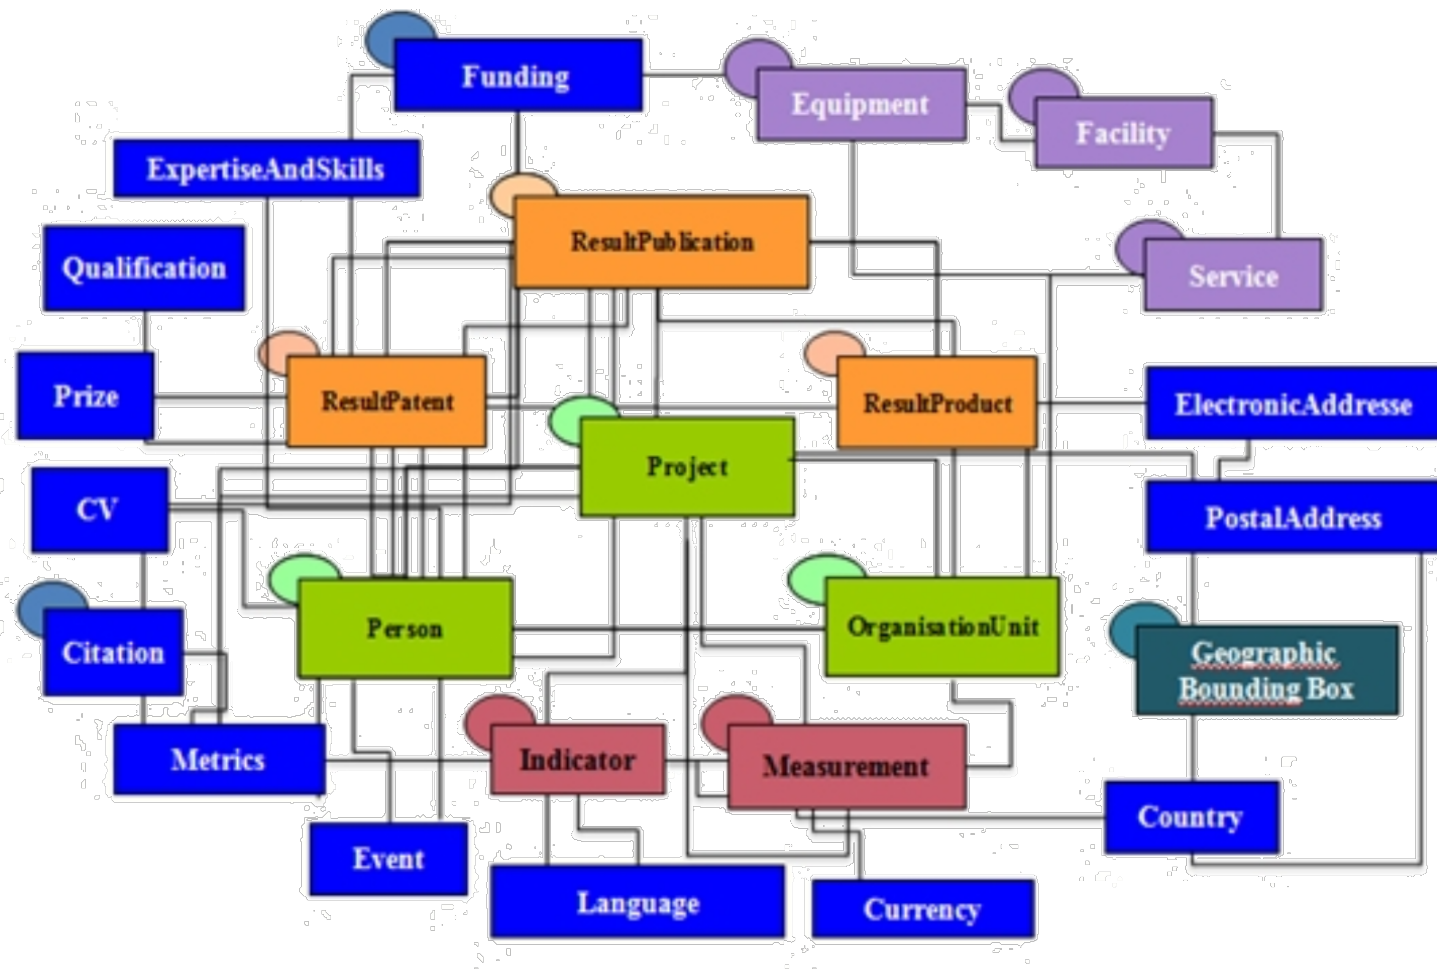 Funding
Equipment
Facility
ExpertiseAndSkills
ResultPublication
Qualification
Service
Prize
ResultPatent
ResultProduct
ElectronicAddresse
Project
CV
PostalAddress
Person
OrganisationUnit
Citation
Geographic
Bounding Box
Metrics
Indicator
Measurement
Country
Event
Language
Currency